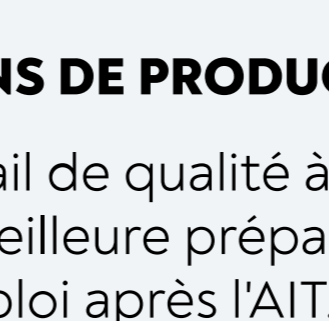 NS DE PRODUC
ail de qualité à
eilleure prépa
ploi après l'AIT.